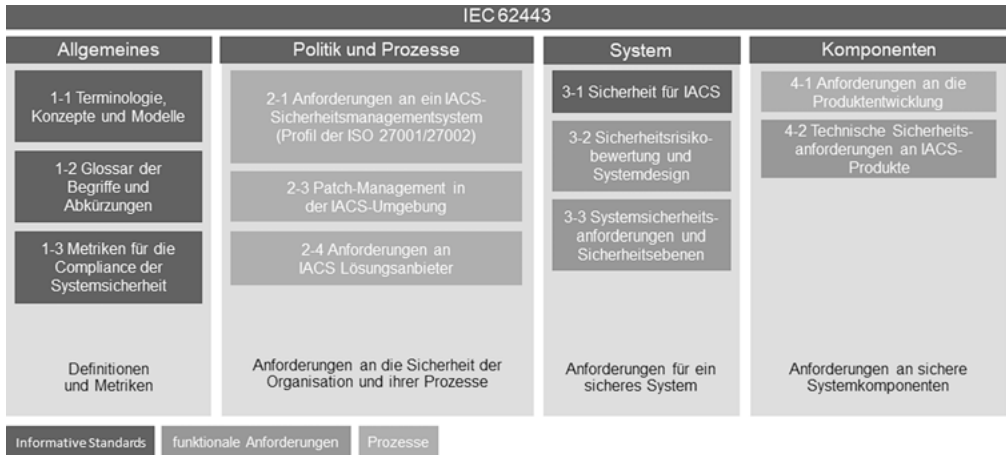 IEC 62443
Allgemeines
1-1 Terminologie,
Konzepte und Modelle
1-2 Glossar der
Begriffe und
Abkürzungen
1-3 Metriken für die
Compliance der
Systemsicherheit
Definitionen
und Metriken
Politik und Prozesse
2-1 Anforderungen an ein IACS-
Sicherheitsmanagementsystem
(Profil der ISO 27001/27002)
2-3 Patch-Management in
der IACS-Umgebung
2-4 Anforderungen an
IACS Lösungsanbieter
Anforderungen an die Sicherheit der
Organisation und ihrer Prozesse
System
3-1 Sicherheit für IACS
3-2 Sicherheitsrisiko-
bewertung und
Systemdesign
3-3 Systemsicherheits-
anforderungen und
Sicherheitsebenen
Anforderungen für ein
sicheres System
Komponenten
4-1 Anforderungen an die
Produktentwicklung
4-2 Technische Sicherheits-
anforderungen an IACS-
Produkte
Anforderungen an sichere
Systemkomponenten
Informative Standards
funktionale Anforderungen
Prozesse